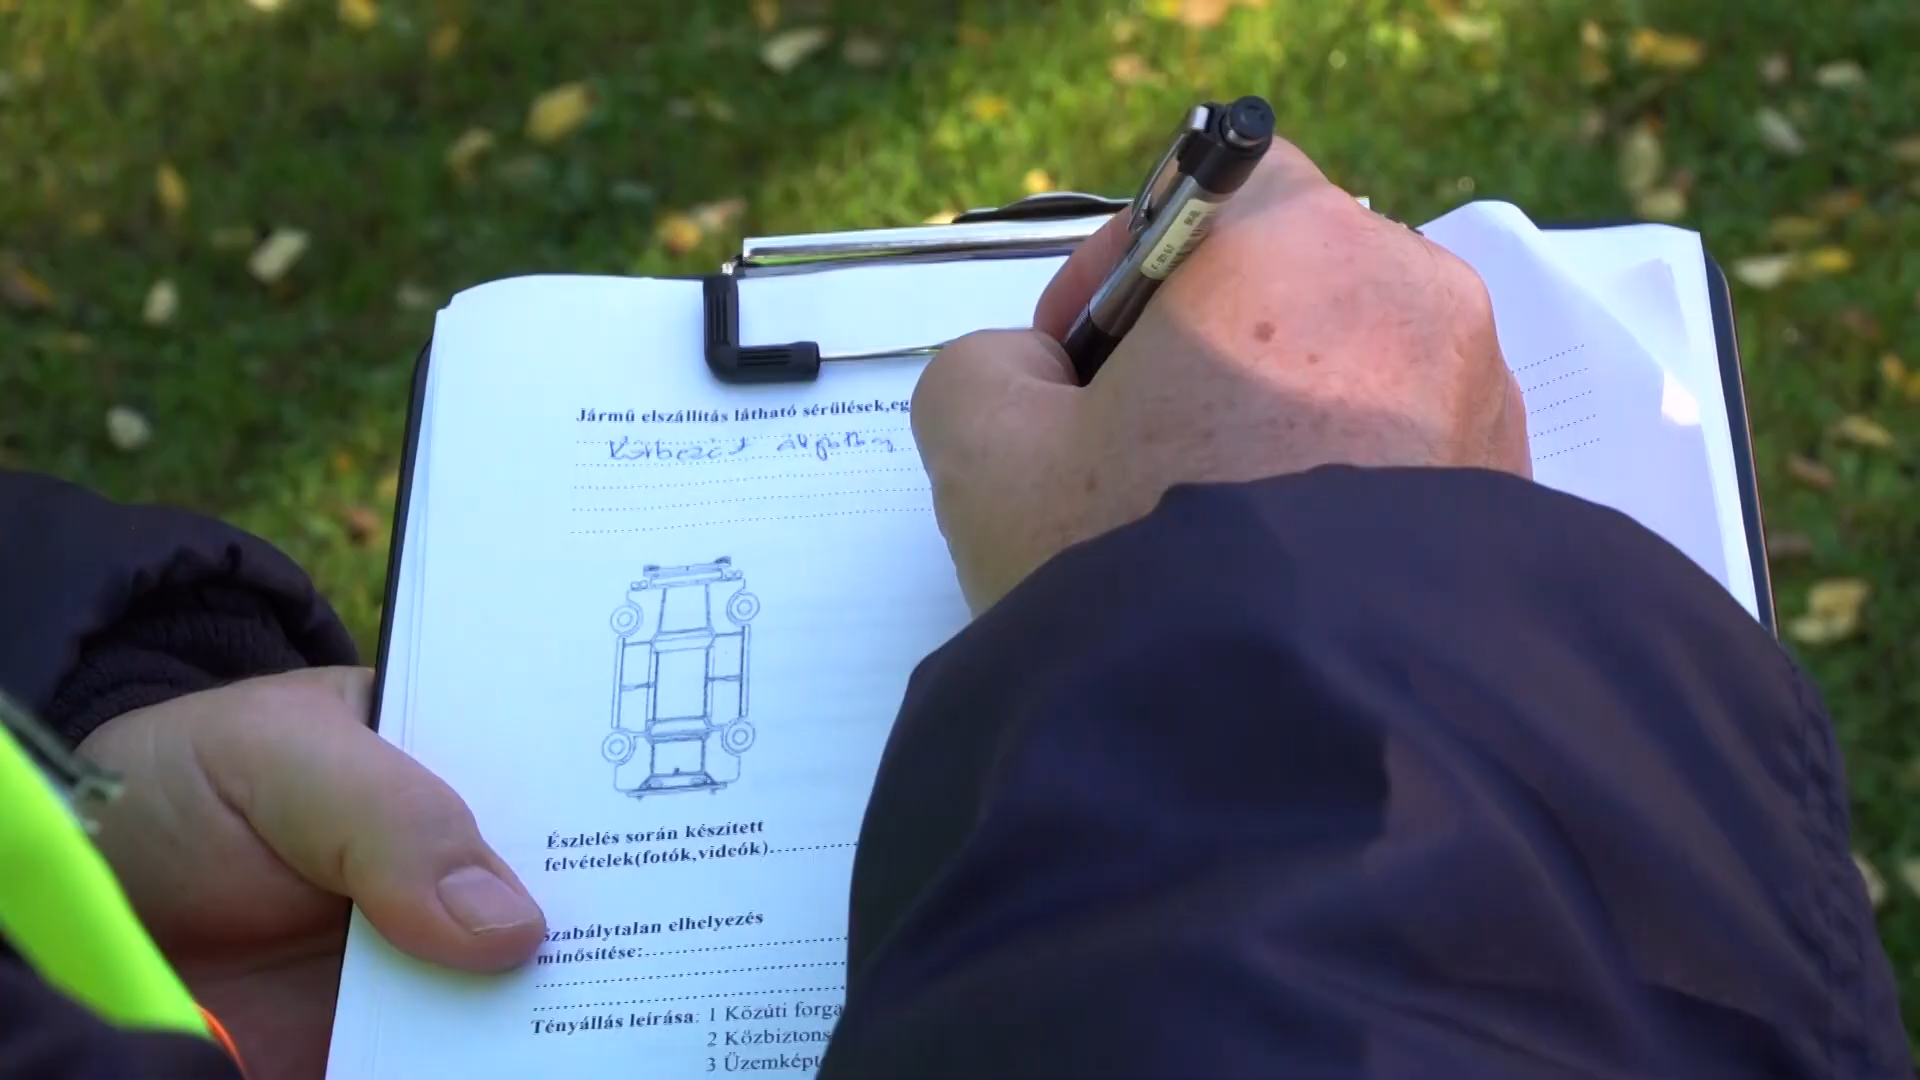 Jármű elszállítás látható sérülések,eg
Észlelés során készített
felvételek(fotók,videók)
Szabálytalan elhelyezés
minősítése:
Tényállás leírása: 1 Közúti forga
2 Közbiztons
3 Üzemképt